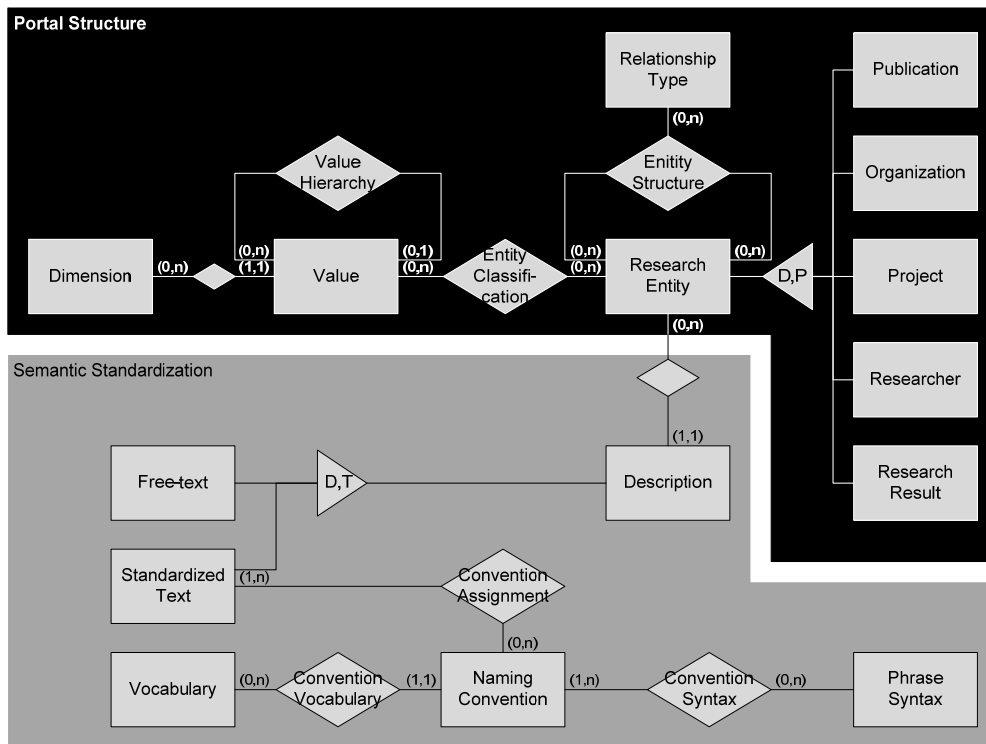 Portal Structure
Relationship
Type
Publication
(0,n)
Value
Hierarchy
Enitity
Structure
Organization
(0,n)
(0,1)
(0,n)
(0,n)
Dimension
(0,n)
(1,1)
Value
(0,n)
Entity
Classifi-
cation
(0,n)
Research
Entity
D,P
Project
(0,n)
Semantic Standardization
Researcher
(1,1)
Free-text
D,T
Description
Research
Result
Standardized
Text
(1,n)
Convention
Assignment
(0,n)
Vocabulary
(0,n)
Convention
Vocabulary
(1,1)
Naming
Convention
(1,n)
Convention
Syntax
(0,n)
Phrase
Syntax